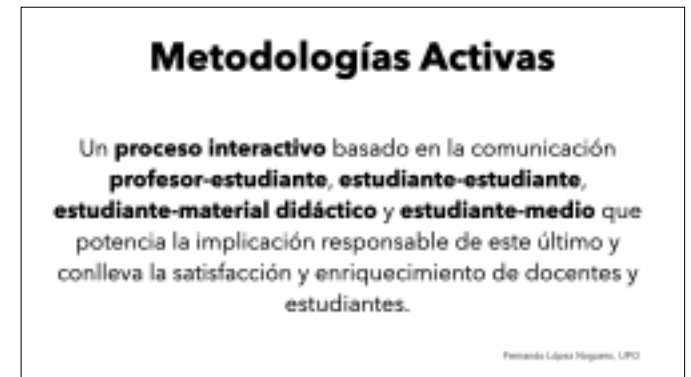 Metodologías Activas
Un proceso interactivo basado en la comunicación
profesor-estudiante, estudiante-estudiante,
estudiante-material didáctico y estudiante-medio que
potencia la implicación responsable de este último y
conlleva la satisfacción y enriquecimiento de docentes y
estudiantes.
Fernando López Noguero, UPO